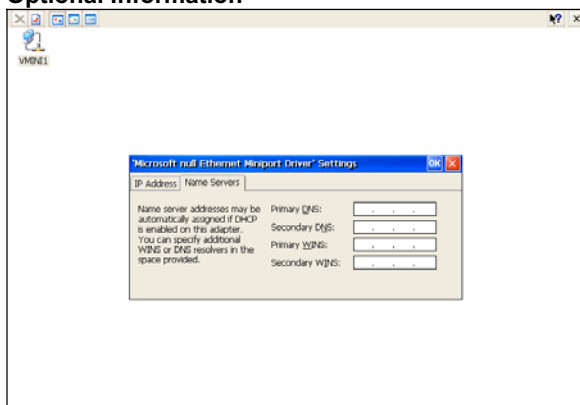 Optional Information
VMINI1
'Microsoft null Ethernet Miniport Driver' Settings
OK
IP Address
Name Servers
Name server addresses may be
automatically assigned if DHCP
is enabled on this adapter.
You can specify additional
WINS or DNS resolvers in the
space provided.
Primary DNS:
Secondary DNS:
Primary WINS:
Secondary WINS: